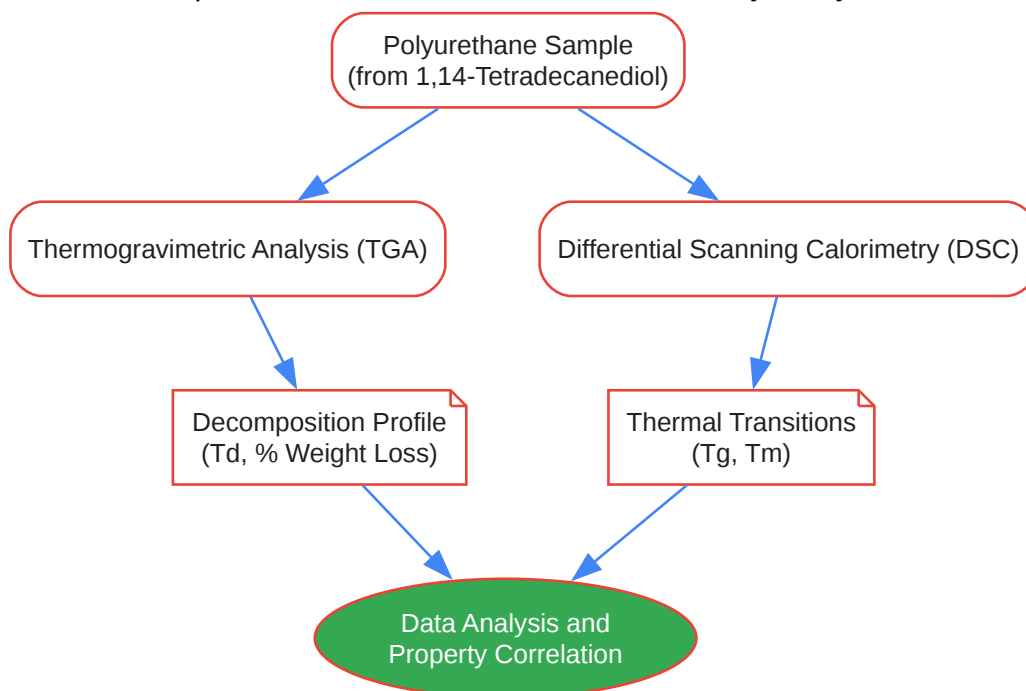 Polyurethane Sample
(from 1,14-Tetradecanediol)
Thermogravimetric Analysis (TGA)
Differential Scanning Calorimetry (DSC)
Decomposition Profile
(Td, % Weight Loss)
Thermal Transitions
(Tg, Tm)
Data Analysis and
Property Correlation